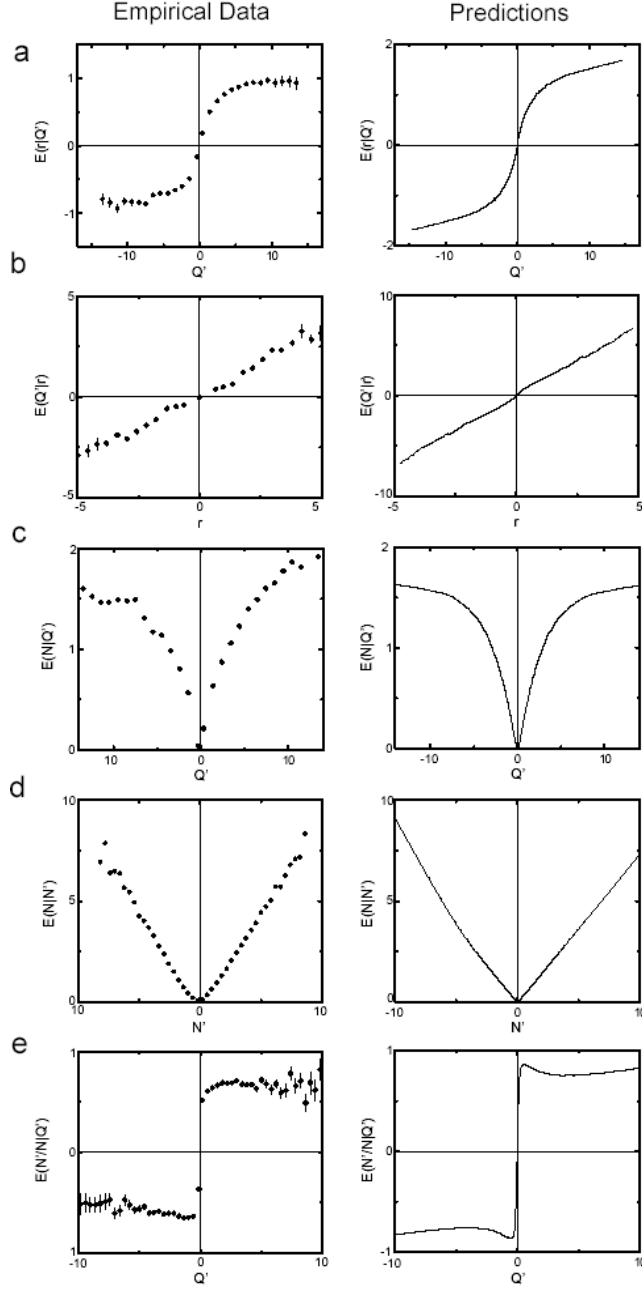 Empirical Data
Predictions
a
E(r|Q')
1
0
-1
-10
0
10
Q'
E(r|Q')
2
0
-2
-10
0
10
Q'
b
E(Q'|r)
5
0
-5
-5
0
5
r
E(Q'|r)
10
0
-10
-5
0
5
r
c
E(N|Q')
2
1
0
10
0
10
Q'
E(N|Q')
2
1
0
-10
0
10
Q'
d
E(N|N')
10
5
0
10
0
10
N'
E(N|N')
10
5
0
-10
0
10
N'
e
E(N'/N|Q')
1
0
1
-10
0
10
Q'
E(N'/N|Q')
1
0
-1
-10
0
10
Q'